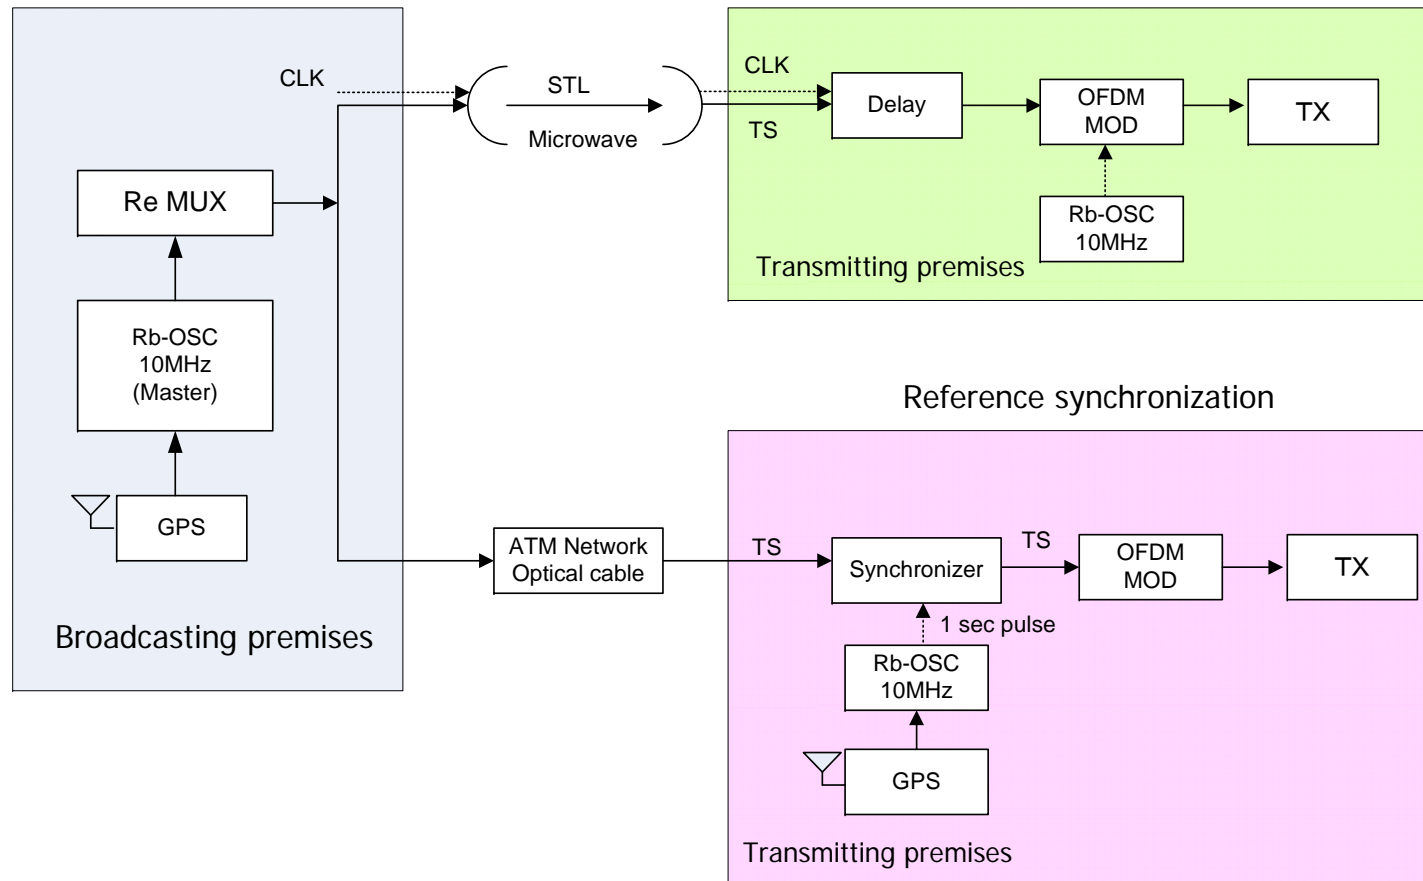 CLK
Re MUX
Rb-OSC
10MHz
(Master)
GPS
Broadcasting premises
STL
Microwave
CLK
TS
Delay
OFDM
MOD
TX
Rb-OSC
10MHz
Transmitting premises
Reference synchronization
ATM Network
Optical cable
TS
Synchronizer
TS
OFDM
MOD
TX
1 sec pulse
Rb-OSC
10MHz
GPS
Transmitting premises